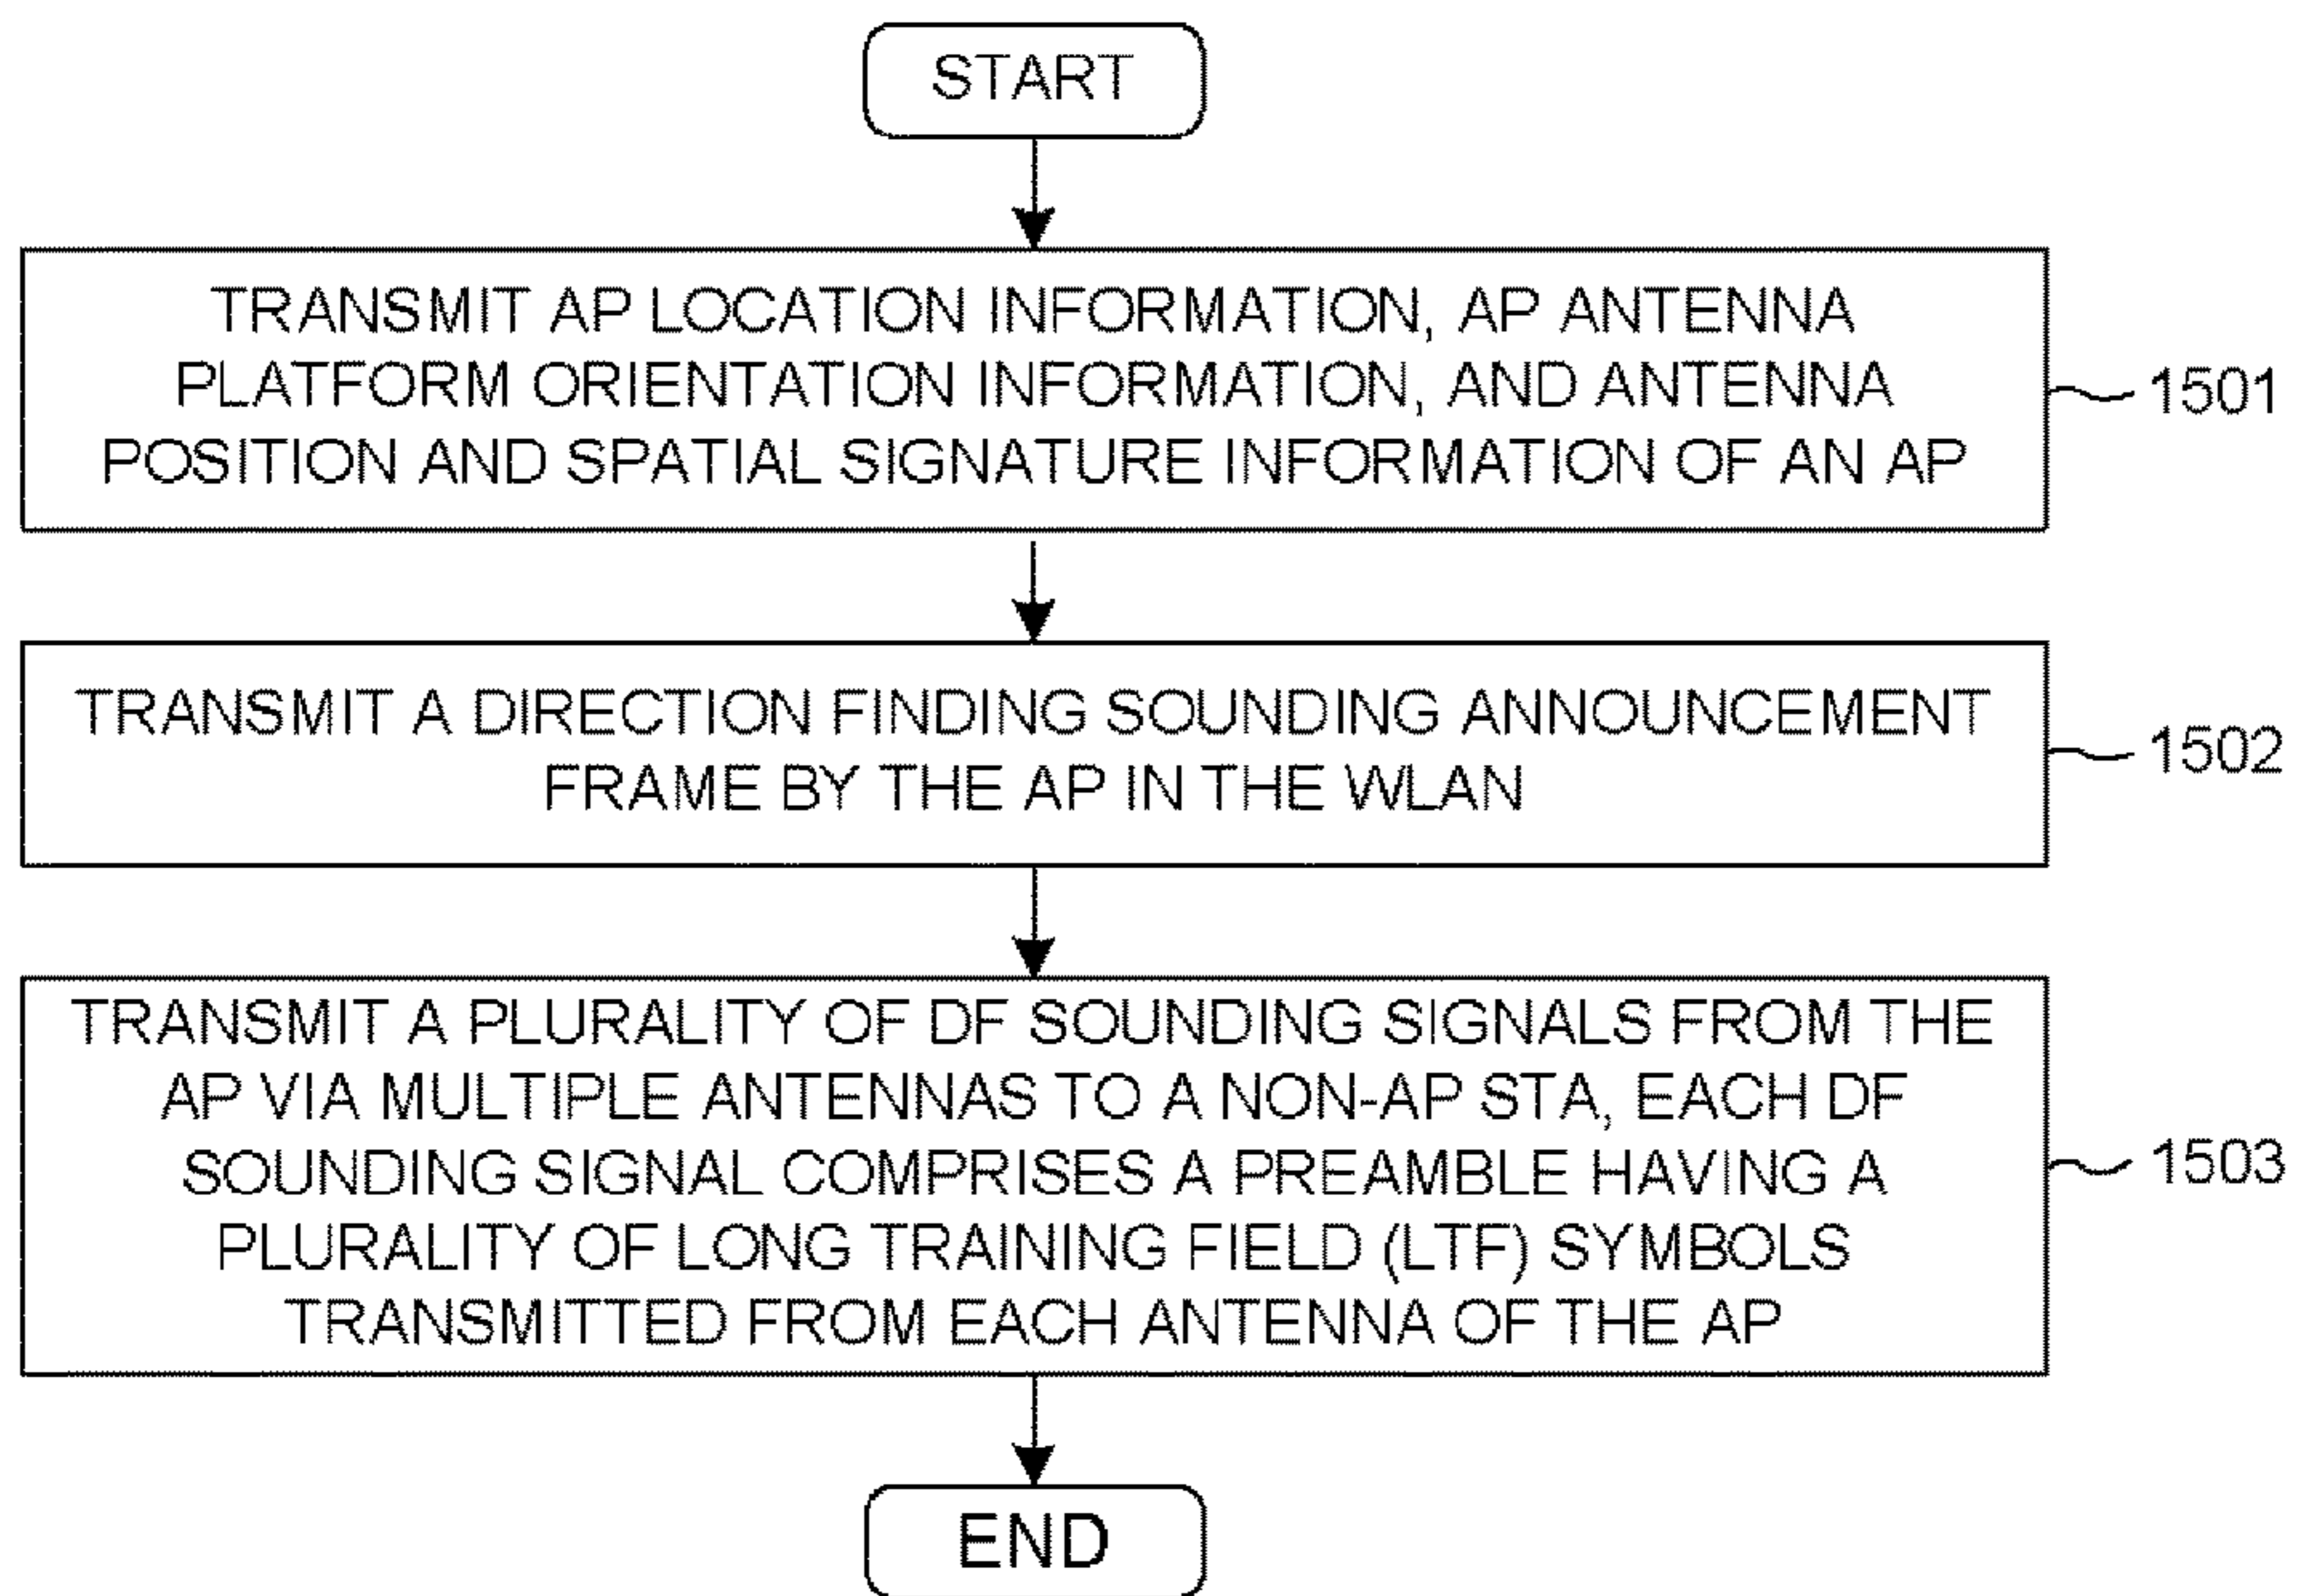 START
TRANSMIT AP LOCATION INFORMATION, AP ANTENNA
PLATFORM ORIENTATION INFORMATION, AND ANTENNA
POSITION AND SPATIAL SIGNATURE INFORMATION OF AN AP
1501
TRANSMIT A DIRECTION FINDING SOUNDING ANNOUNCEMENT
FRAME BY THE AP IN THE WLAN
1502
TRANSMIT A PLURALITY OF DF SOUNDING SIGNALS FROM THE
AP VIA MULTIPLE ANTENNAS TO A NON-AP STA, EACH DF
SOUNDING SIGNAL COMPRISES A PREAMBLE HAVING A
PLURALITY OF LONG TRAINING FIELD (LTF) SYMBOLS
TRANSMITTED FROM EACH ANTENNA OF THE AP
1503
END